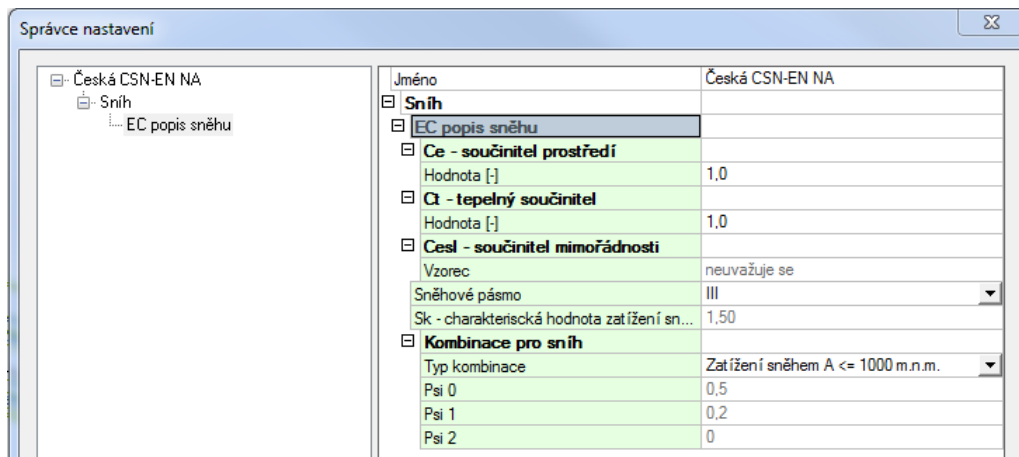 Správce nastavení
Česká CSN-EN NA
Sníh
EC popis sněhu
Jméno Česká CSN-EN NA
Sníh
EC popis sněhu
Ce - součinitel prostředí
Hodnota [-] 1,0
Ct - tepelný součinitel
Hodnota [-] 1,0
Cesl - součinitel mimořádnosti
Vzorec neuvažuje se
Sněhové pásmo III
Sk - charakteriscká hodnota zatížení sn... 1,50
Kombinace pro sníh
Typ kombinace Zatížení sněhem A <= 1000 m.n.m.
Psi 0 0,5
Psi 1 0,2
Psi 2 0